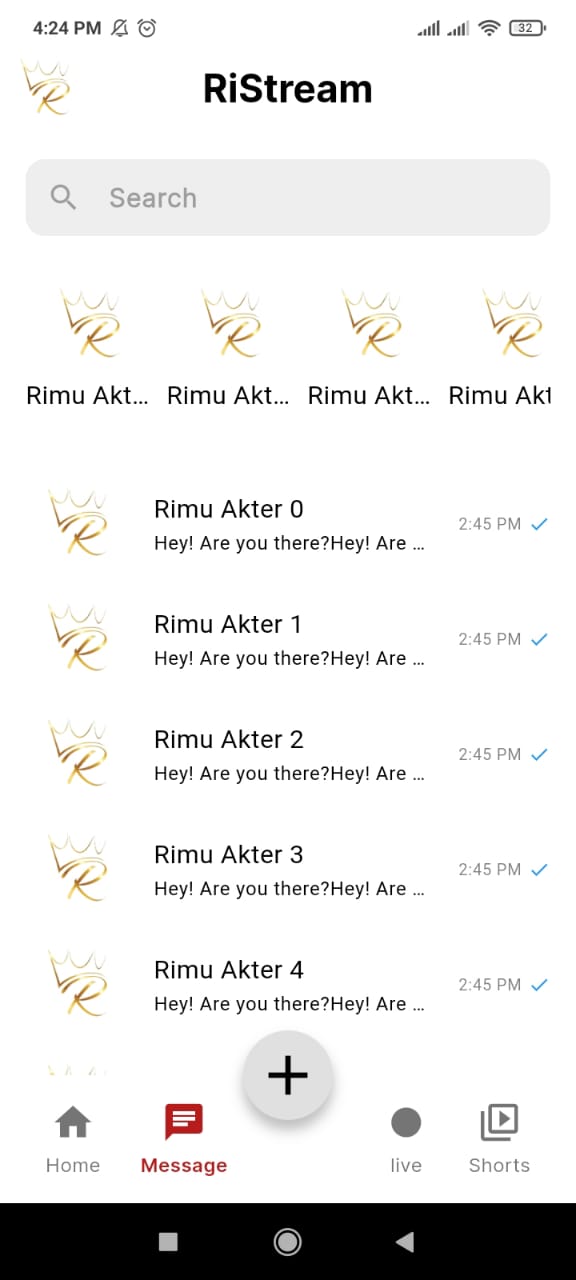 4:24 PM 32
RiStream
Search
Rimu Akt... Rimu Akt... Rimu Akt... Rimu Akt
Rimu Akter 0
Hey! Are you there?Hey! Are ...
2:45 PM
Rimu Akter 1
Hey! Are you there?Hey! Are ...
2:45 PM
Rimu Akter 2
Hey! Are you there?Hey! Are ...
2:45 PM
Rimu Akter 3
Hey! Are you there?Hey! Are ...
2:45 PM
Rimu Akter 4
Hey! Are you there?Hey! Are ...
2:45 PM
Home Message live Shorts